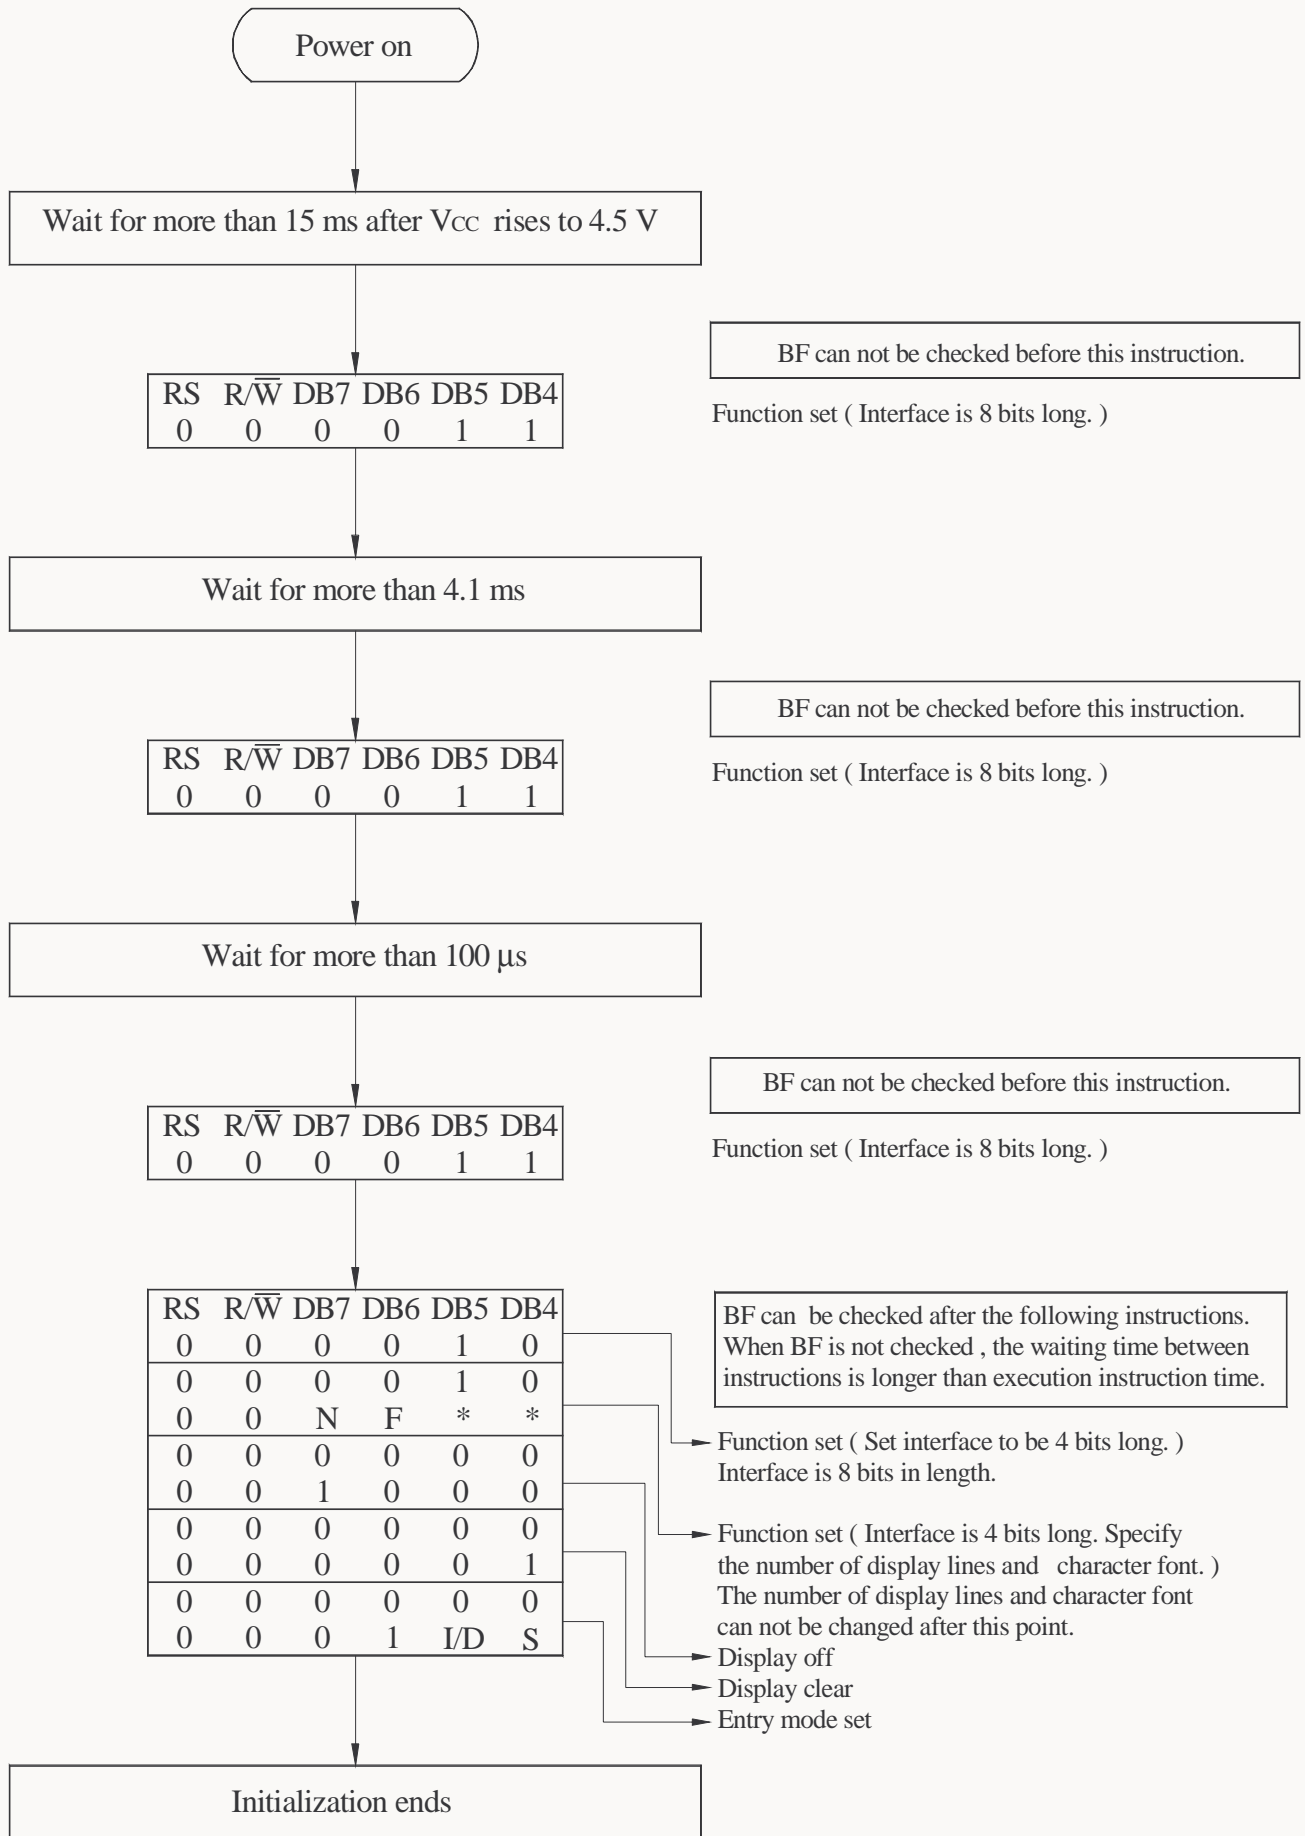 Power on
Wait for more than 15 ms after VCC rises to 4.5 V
BF can not be checked before this instruction.
RS R/W̅ DB7 DB6 DB5 DB4
0 0 0 0 1 1
Function set ( Interface is 8 bits long. )
Wait for more than 4.1 ms
BF can not be checked before this instruction.
RS R/W̅ DB7 DB6 DB5 DB4
0 0 0 0 1 1
Function set ( Interface is 8 bits long. )
Wait for more than 100 µs
BF can not be checked before this instruction.
RS R/W̅ DB7 DB6 DB5 DB4
0 0 0 0 1 1
Function set ( Interface is 8 bits long. )
RS R/W̅ DB7 DB6 DB5 DB4
0 0 0 0 1 0
0 0 0 0 1 0
0 0 N F * *
0 0 0 0 0 0
0 0 1 0 0 0
0 0 0 0 0 0
0 0 0 0 0 1
0 0 0 0 0 0
0 0 0 1 I/D S
BF can be checked after the following instructions.
When BF is not checked , the waiting time between
instructions is longer than execution instruction time.
Function set ( Set interface to be 4 bits long. )
Interface is 8 bits in length.
Function set ( Interface is 4 bits long. Specify
the number of display lines and character font. )
The number of display lines and character font
can not be changed after this point.
Display off
Display clear
Entry mode set
Initialization ends